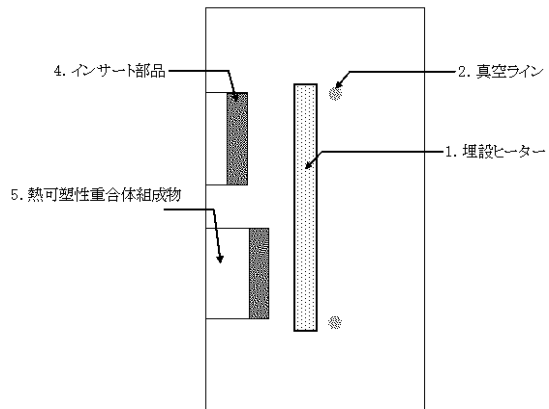 4. インサート部品
2. 真空ライン
1. 埋設ヒーター
5. 熱可塑性重合体組成物